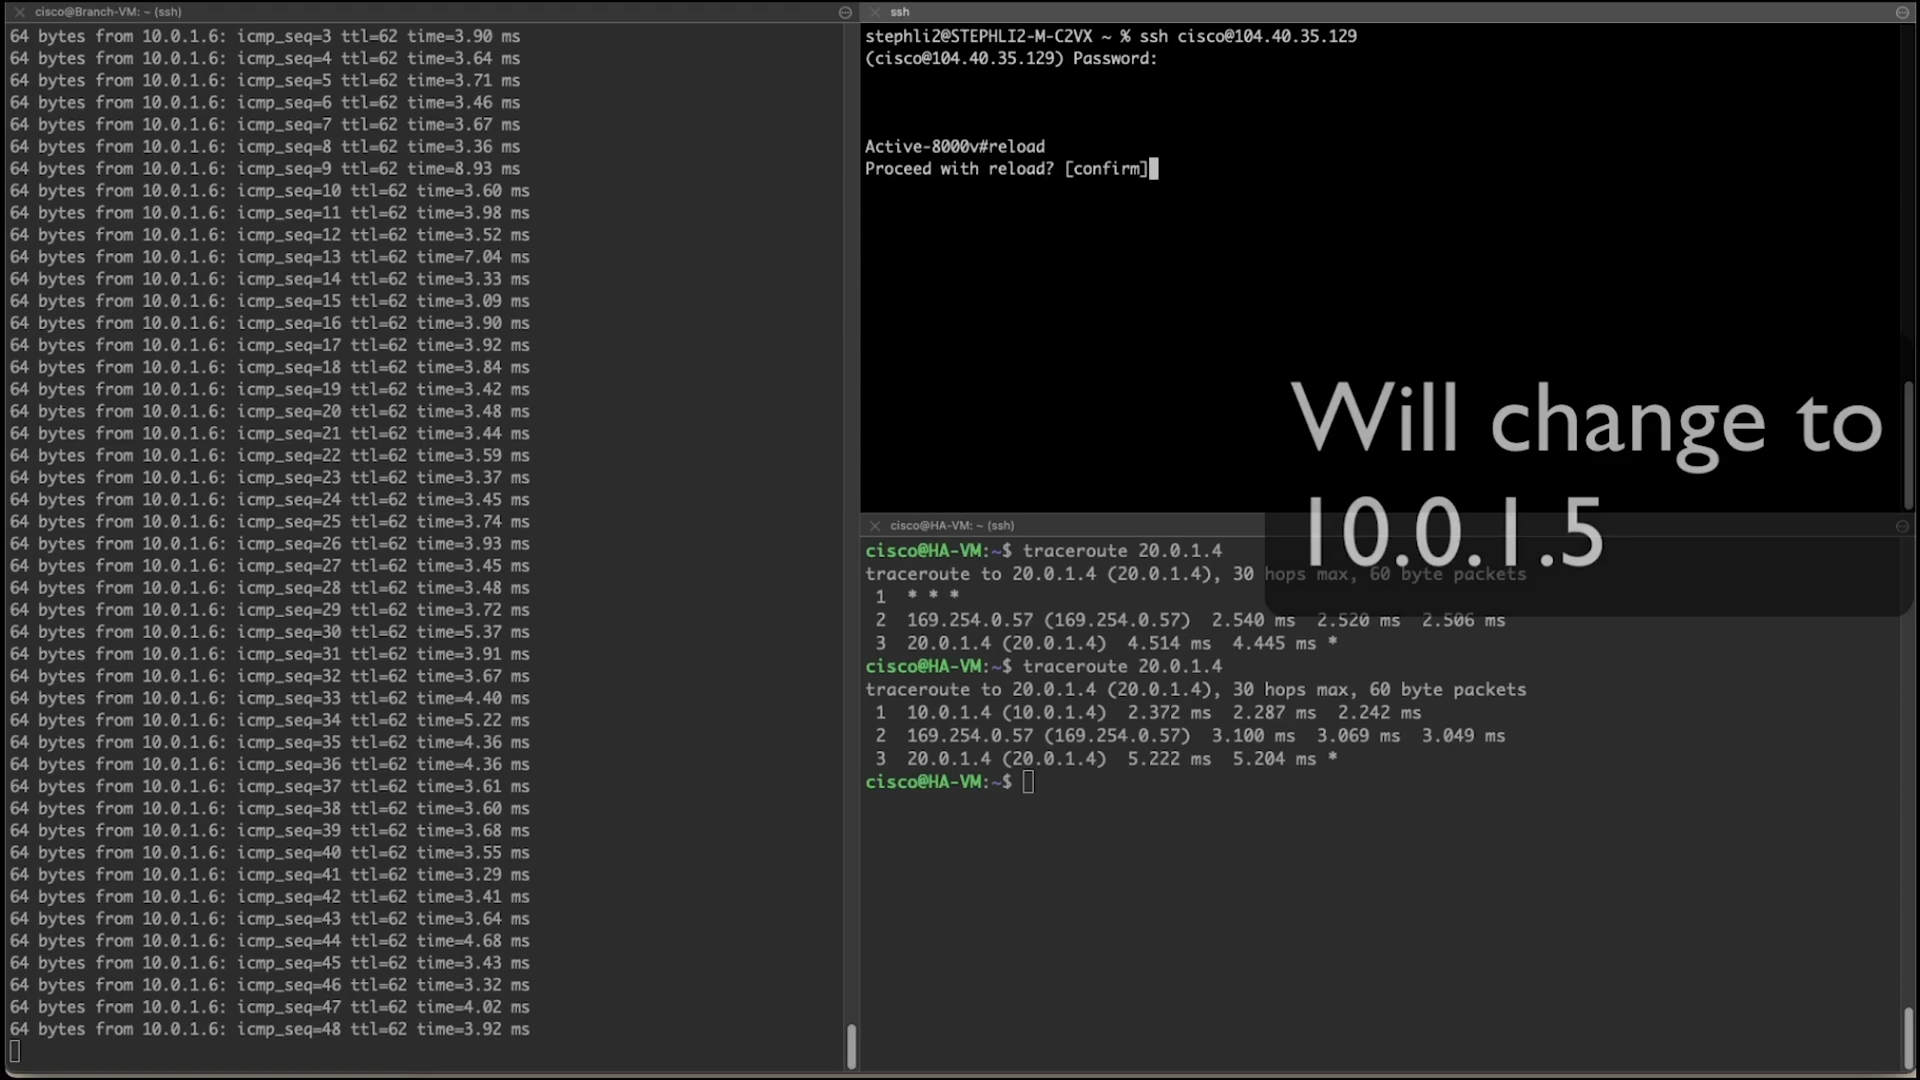 cisco@Branch-VM: ~ (ssh)
64 bytes from 10.0.1.6: icmp_seq=3 ttl=62 time=3.90 ms
64 bytes from 10.0.1.6: icmp_seq=4 ttl=62 time=3.64 ms
64 bytes from 10.0.1.6: icmp_seq=5 ttl=62 time=3.71 ms
64 bytes from 10.0.1.6: icmp_seq=6 ttl=62 time=3.46 ms
64 bytes from 10.0.1.6: icmp_seq=7 ttl=62 time=3.67 ms
64 bytes from 10.0.1.6: icmp_seq=8 ttl=62 time=3.36 ms
64 bytes from 10.0.1.6: icmp_seq=9 ttl=62 time=8.93 ms
64 bytes from 10.0.1.6: icmp_seq=10 ttl=62 time=3.60 ms
64 bytes from 10.0.1.6: icmp_seq=11 ttl=62 time=3.98 ms
64 bytes from 10.0.1.6: icmp_seq=12 ttl=62 time=3.52 ms
64 bytes from 10.0.1.6: icmp_seq=13 ttl=62 time=7.04 ms
64 bytes from 10.0.1.6: icmp_seq=14 ttl=62 time=3.33 ms
64 bytes from 10.0.1.6: icmp_seq=15 ttl=62 time=3.09 ms
64 bytes from 10.0.1.6: icmp_seq=16 ttl=62 time=3.90 ms
64 bytes from 10.0.1.6: icmp_seq=17 ttl=62 time=3.92 ms
64 bytes from 10.0.1.6: icmp_seq=18 ttl=62 time=3.84 ms
64 bytes from 10.0.1.6: icmp_seq=19 ttl=62 time=3.42 ms
64 bytes from 10.0.1.6: icmp_seq=20 ttl=62 time=3.48 ms
64 bytes from 10.0.1.6: icmp_seq=21 ttl=62 time=3.44 ms
64 bytes from 10.0.1.6: icmp_seq=22 ttl=62 time=3.59 ms
64 bytes from 10.0.1.6: icmp_seq=23 ttl=62 time=3.37 ms
64 bytes from 10.0.1.6: icmp_seq=24 ttl=62 time=3.45 ms
64 bytes from 10.0.1.6: icmp_seq=25 ttl=62 time=3.74 ms
64 bytes from 10.0.1.6: icmp_seq=26 ttl=62 time=3.93 ms
64 bytes from 10.0.1.6: icmp_seq=27 ttl=62 time=3.45 ms
64 bytes from 10.0.1.6: icmp_seq=28 ttl=62 time=3.48 ms
64 bytes from 10.0.1.6: icmp_seq=29 ttl=62 time=3.72 ms
64 bytes from 10.0.1.6: icmp_seq=30 ttl=62 time=5.37 ms
64 bytes from 10.0.1.6: icmp_seq=31 ttl=62 time=3.91 ms
64 bytes from 10.0.1.6: icmp_seq=32 ttl=62 time=3.67 ms
64 bytes from 10.0.1.6: icmp_seq=33 ttl=62 time=4.40 ms
64 bytes from 10.0.1.6: icmp_seq=34 ttl=62 time=5.22 ms
64 bytes from 10.0.1.6: icmp_seq=35 ttl=62 time=4.36 ms
64 bytes from 10.0.1.6: icmp_seq=36 ttl=62 time=4.36 ms
64 bytes from 10.0.1.6: icmp_seq=37 ttl=62 time=3.61 ms
64 bytes from 10.0.1.6: icmp_seq=38 ttl=62 time=3.60 ms
64 bytes from 10.0.1.6: icmp_seq=39 ttl=62 time=3.68 ms
64 bytes from 10.0.1.6: icmp_seq=40 ttl=62 time=3.55 ms
64 bytes from 10.0.1.6: icmp_seq=41 ttl=62 time=3.29 ms
64 bytes from 10.0.1.6: icmp_seq=42 ttl=62 time=3.41 ms
64 bytes from 10.0.1.6: icmp_seq=43 ttl=62 time=3.64 ms
64 bytes from 10.0.1.6: icmp_seq=44 ttl=62 time=4.68 ms
64 bytes from 10.0.1.6: icmp_seq=45 ttl=62 time=3.43 ms
64 bytes from 10.0.1.6: icmp_seq=46 ttl=62 time=3.32 ms
64 bytes from 10.0.1.6: icmp_seq=47 ttl=62 time=4.02 ms
64 bytes from 10.0.1.6: icmp_seq=48 ttl=62 time=3.92 ms
ssh
stephli2@STEPHLI2-M-C2VX ~ % ssh cisco@104.40.35.129
(cisco@104.40.35.129) Password:
Active-8000v#reload
Proceed with reload? [confirm]
Will change to
10.0.1.5
cisco@HA-VM: ~ (ssh)
cisco@HA-VM:~$ traceroute 20.0.1.4
traceroute to 20.0.1.4 (20.0.1.4), 30 hops max, 60 byte packets
1 * * *
2 169.254.0.57 (169.254.0.57) 2.540 ms 2.520 ms 2.506 ms
3 20.0.1.4 (20.0.1.4) 4.514 ms 4.445 ms *
cisco@HA-VM:~$ traceroute 20.0.1.4
traceroute to 20.0.1.4 (20.0.1.4), 30 hops max, 60 byte packets
1 10.0.1.4 (10.0.1.4) 2.372 ms 2.287 ms 2.242 ms
2 169.254.0.57 (169.254.0.57) 3.100 ms 3.069 ms 3.049 ms
3 20.0.1.4 (20.0.1.4) 5.222 ms 5.204 ms *
cisco@HA-VM:~$